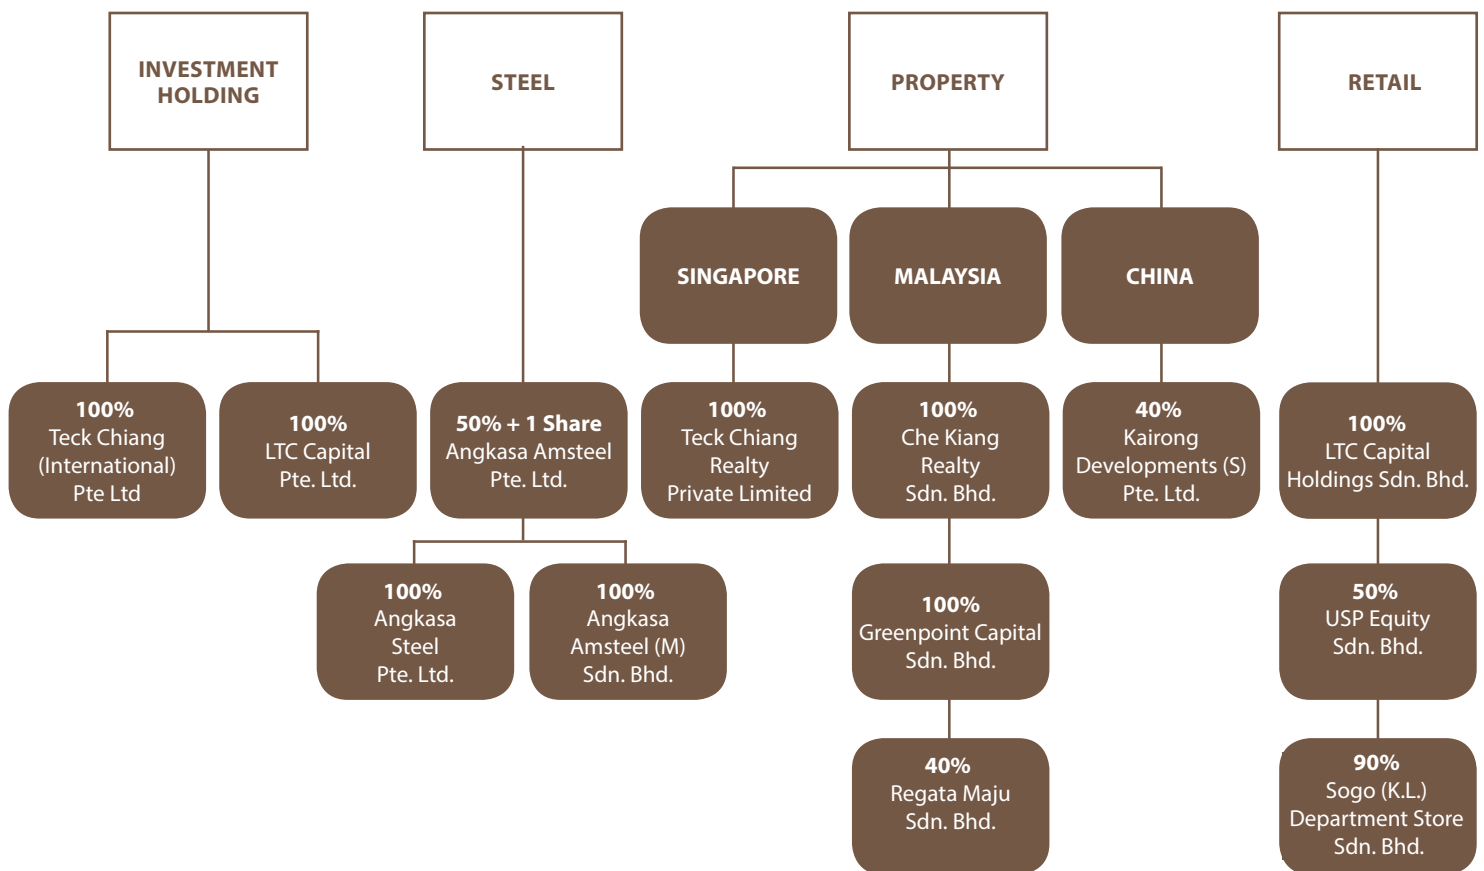 INVESTMENT
HOLDING
STEEL
PROPERTY
RETAIL
SINGAPORE
MALAYSIA
CHINA
100%
Teck Chiang
(International)
Pte Ltd
100%
LTC Capital
Pte. Ltd.
50% + 1 Share
Angkasa Amsteel
Pte. Ltd.
100%
Teck Chiang
Realty
Private Limited
100%
Che Kiang
Realty
Sdn. Bhd.
40%
Kairong
Developments (S)
Pte. Ltd.
100%
LTC Capital
Holdings Sdn. Bhd.
100%
Angkasa
Steel
Pte. Ltd.
100%
Angkasa
Amsteel (M)
Sdn. Bhd.
100%
Greenpoint Capital
Sdn. Bhd.
50%
USP Equity
Sdn. Bhd.
40%
Regata Maju
Sdn. Bhd.
90%
Sogo (K.L.)
Department Store
Sdn. Bhd.